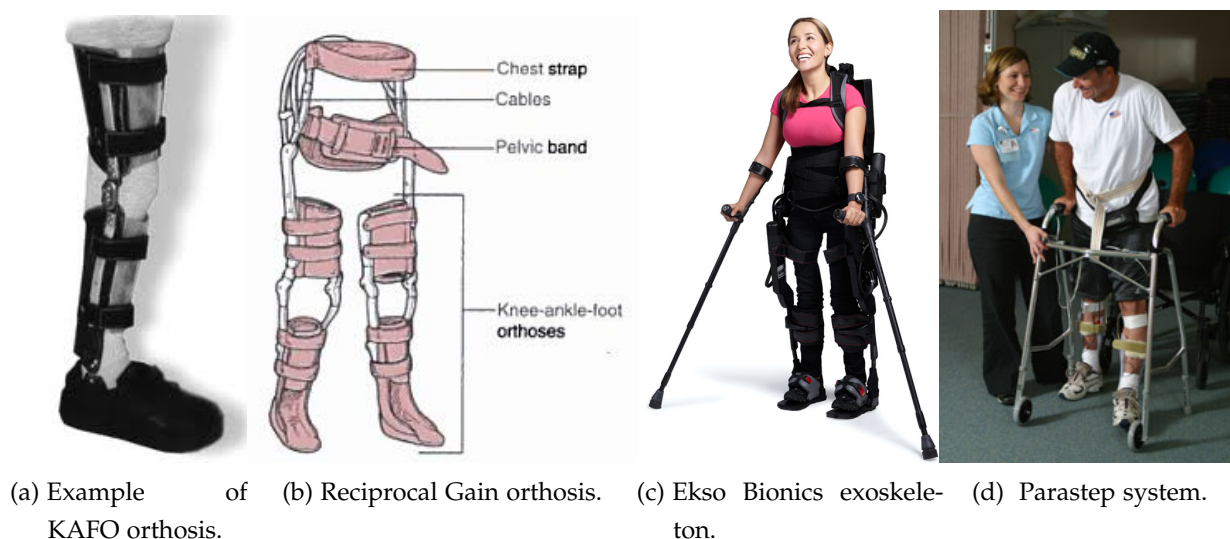 Chest strap
Cables
Pelvic band
Knee-ankle-foot
orthoses
(a) Example of
KAFO orthosis.
(b) Reciprocal Gain orthosis.
(c) Ekso Bionics exoskele-
ton.
(d) Parastep system.